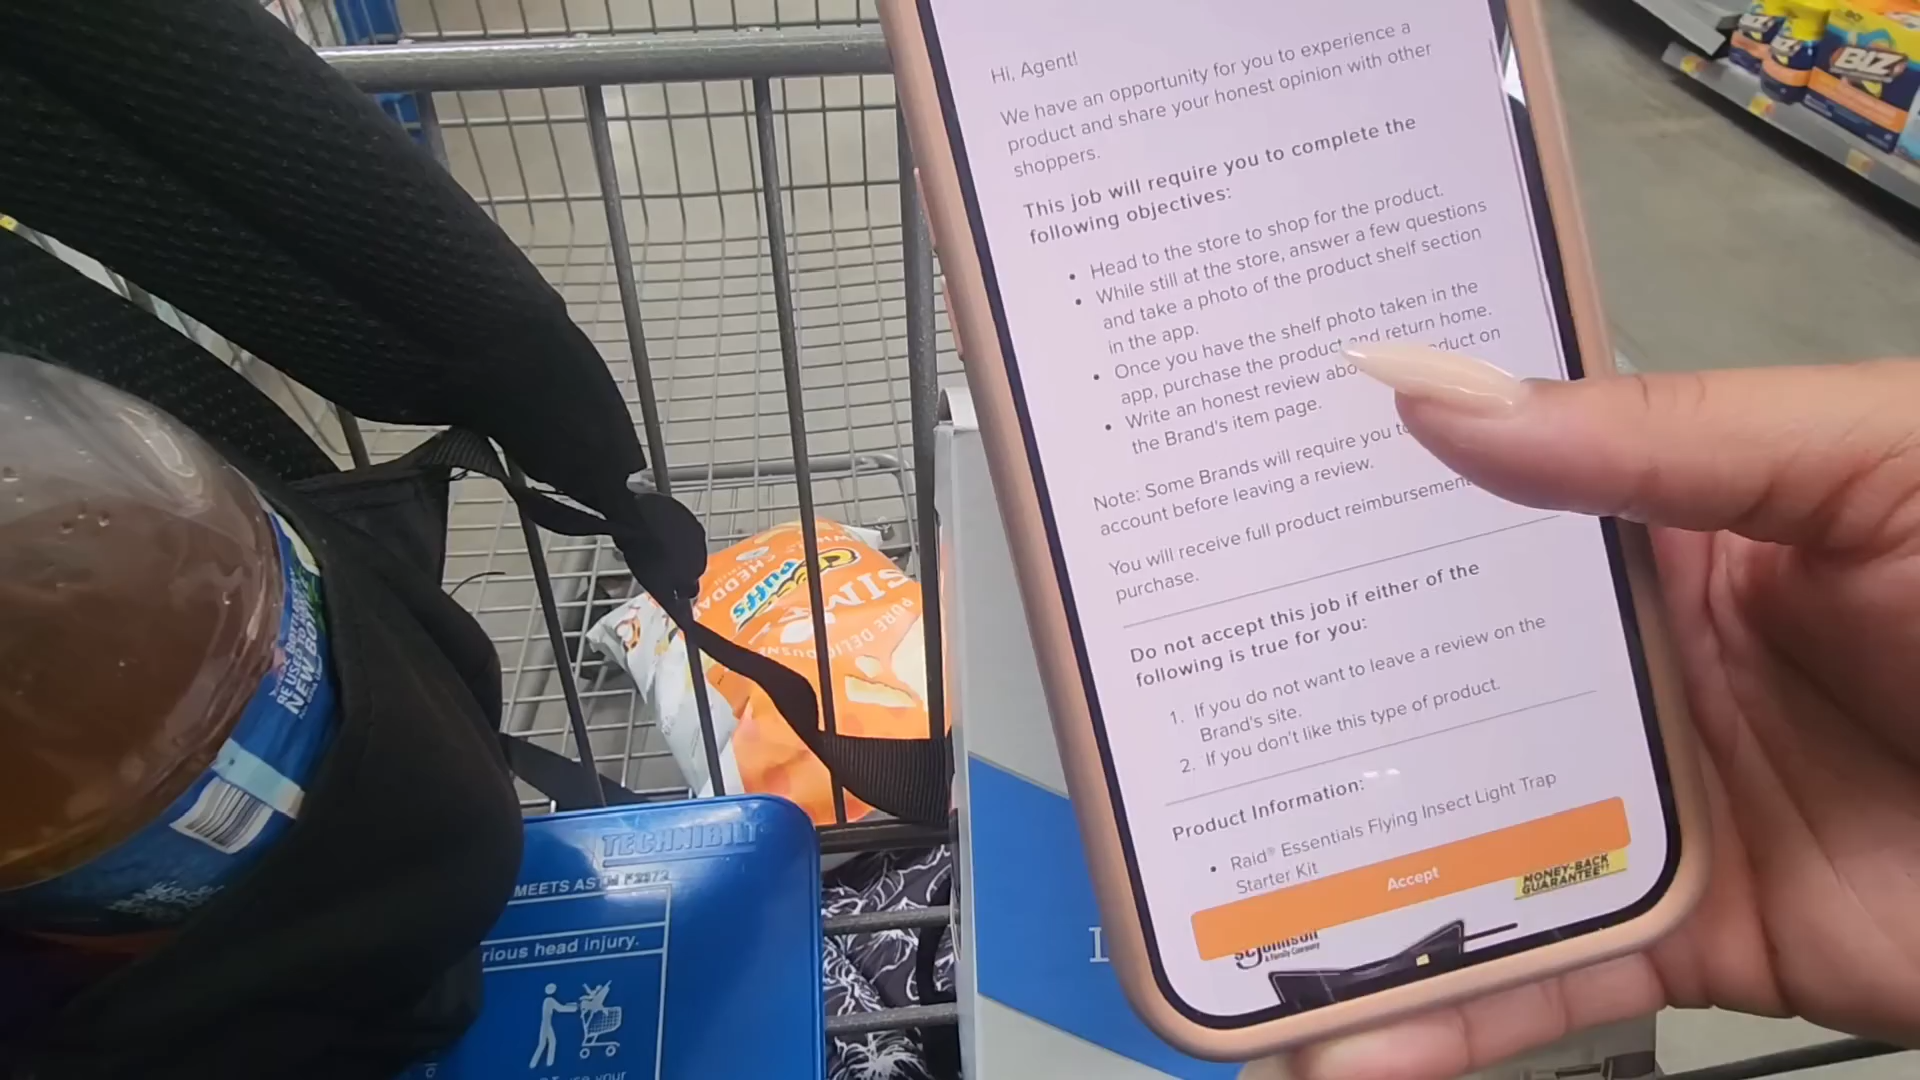 Hi, Agent!
We have an opportunity for you to experience a
product and share your honest opinion with other
shoppers.
This job will require you to complete the
following objectives:
• Head to the store to shop for the product.
• While still at the store, answer a few questions
and take a photo of the product shelf section
in the app.
• Once you have the shelf photo taken in the
app, purchase the product and return home.
• Write an honest review
the Brand's item page.
Note: Some Brands will require you
account before leaving a review.
You will receive full product reimbursement
purchase.
Do not accept this job if either of the
following is true for you:
1. If you do not want to leave a review on the
Brand's site.
2. If you don't like this type of product.
Product Information:
• Raid® Essentials Flying Insect Light Trap
Starter Kit
Accept
MONEY-BACK
GUARANTEE!
SC Johnson
A Family Company
BIZ
PUFFS
CHEDDAR
TECHNIBILT
MEETS ASTM F2372
rious head injury.
NEW BOT